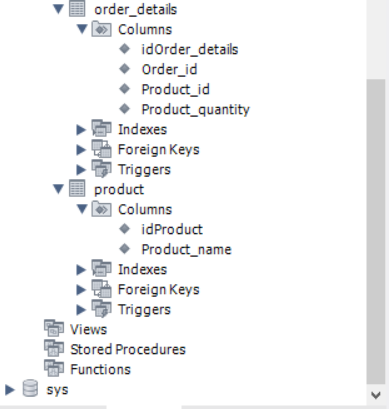 order_details
Columns
idOrder_details
Order_id
Product_id
Product_quantity
Indexes
Foreign Keys
Triggers
product
Columns
idProduct
Product_name
Indexes
Foreign Keys
Triggers
Views
Stored Procedures
Functions
sys